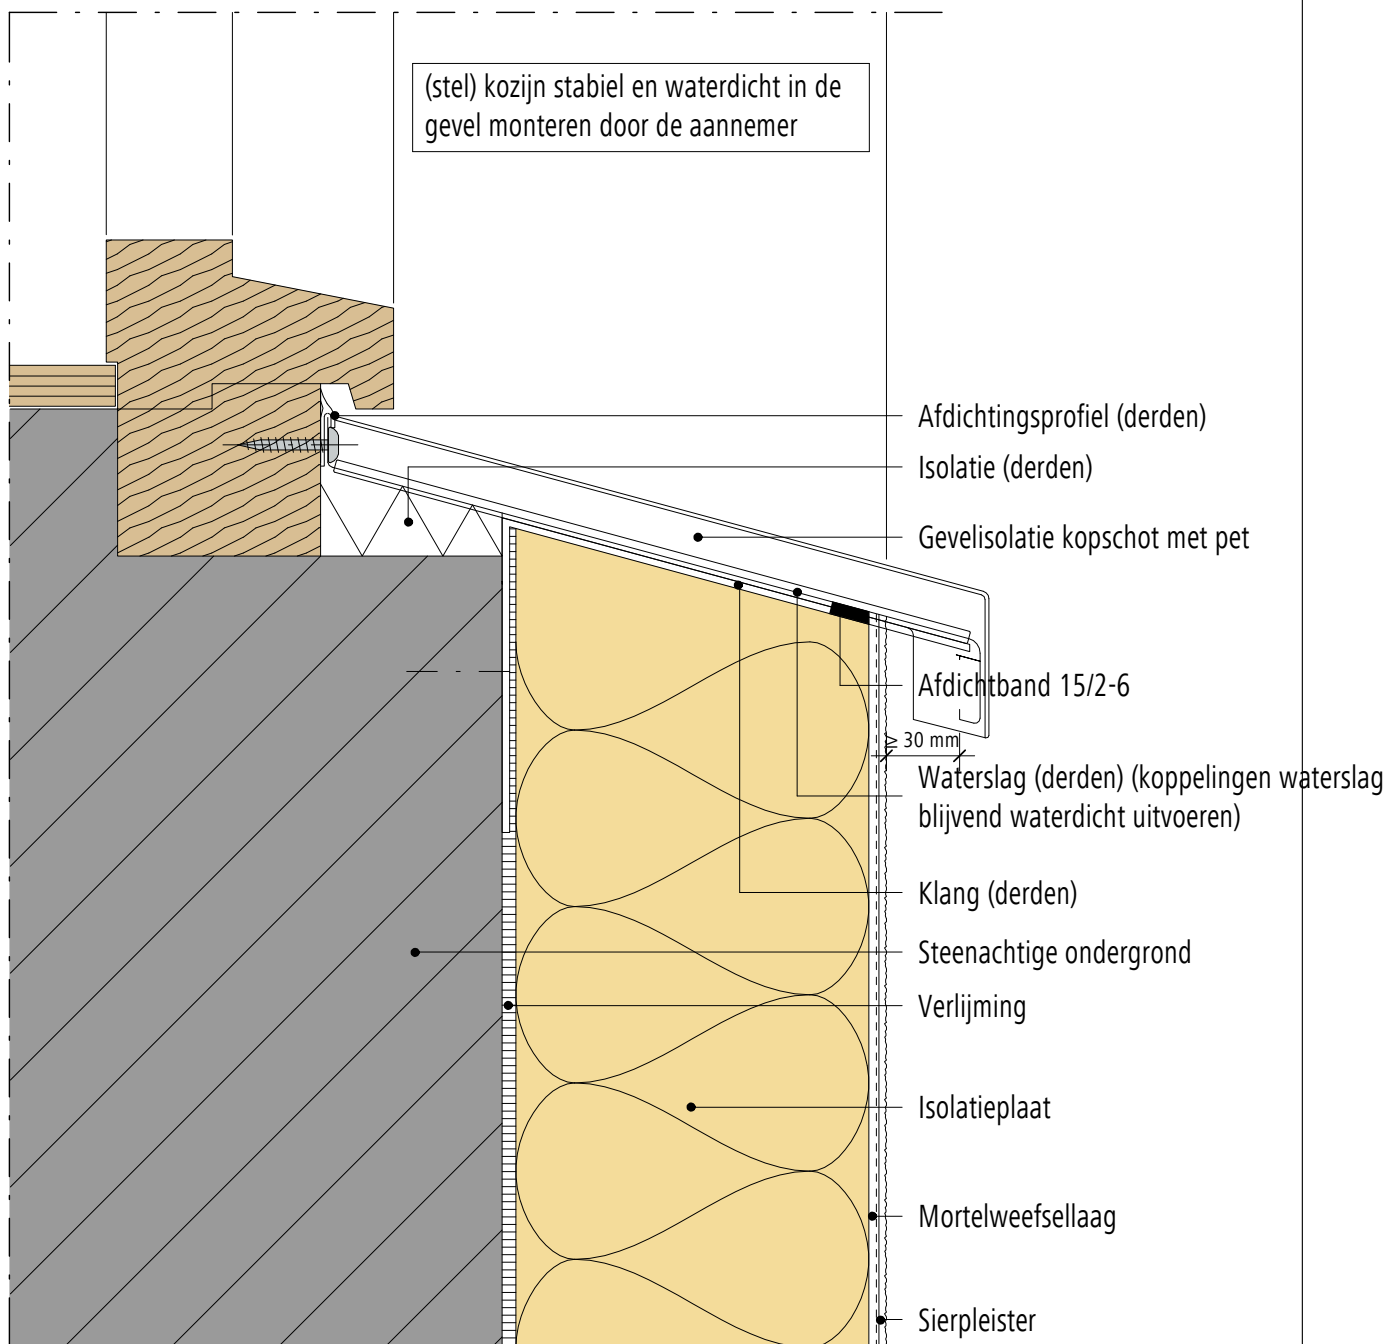 (stel) kozijn stabiel en waterdicht in de
gevel monteren door de aannemer
Afdichtingsprofiel (derden)
Isolatie (derden)
Gevelisolatie kopschot met pet
Afdichtband 15/2-6
≥ 30 mm
Waterslag (derden) (koppelingen waterslag
blijvend waterdicht uitvoeren)
Klang (derden)
Steenachtige ondergrond
Verlijming
Isolatieplaat
Mortelweefsellaag
Sierpleister